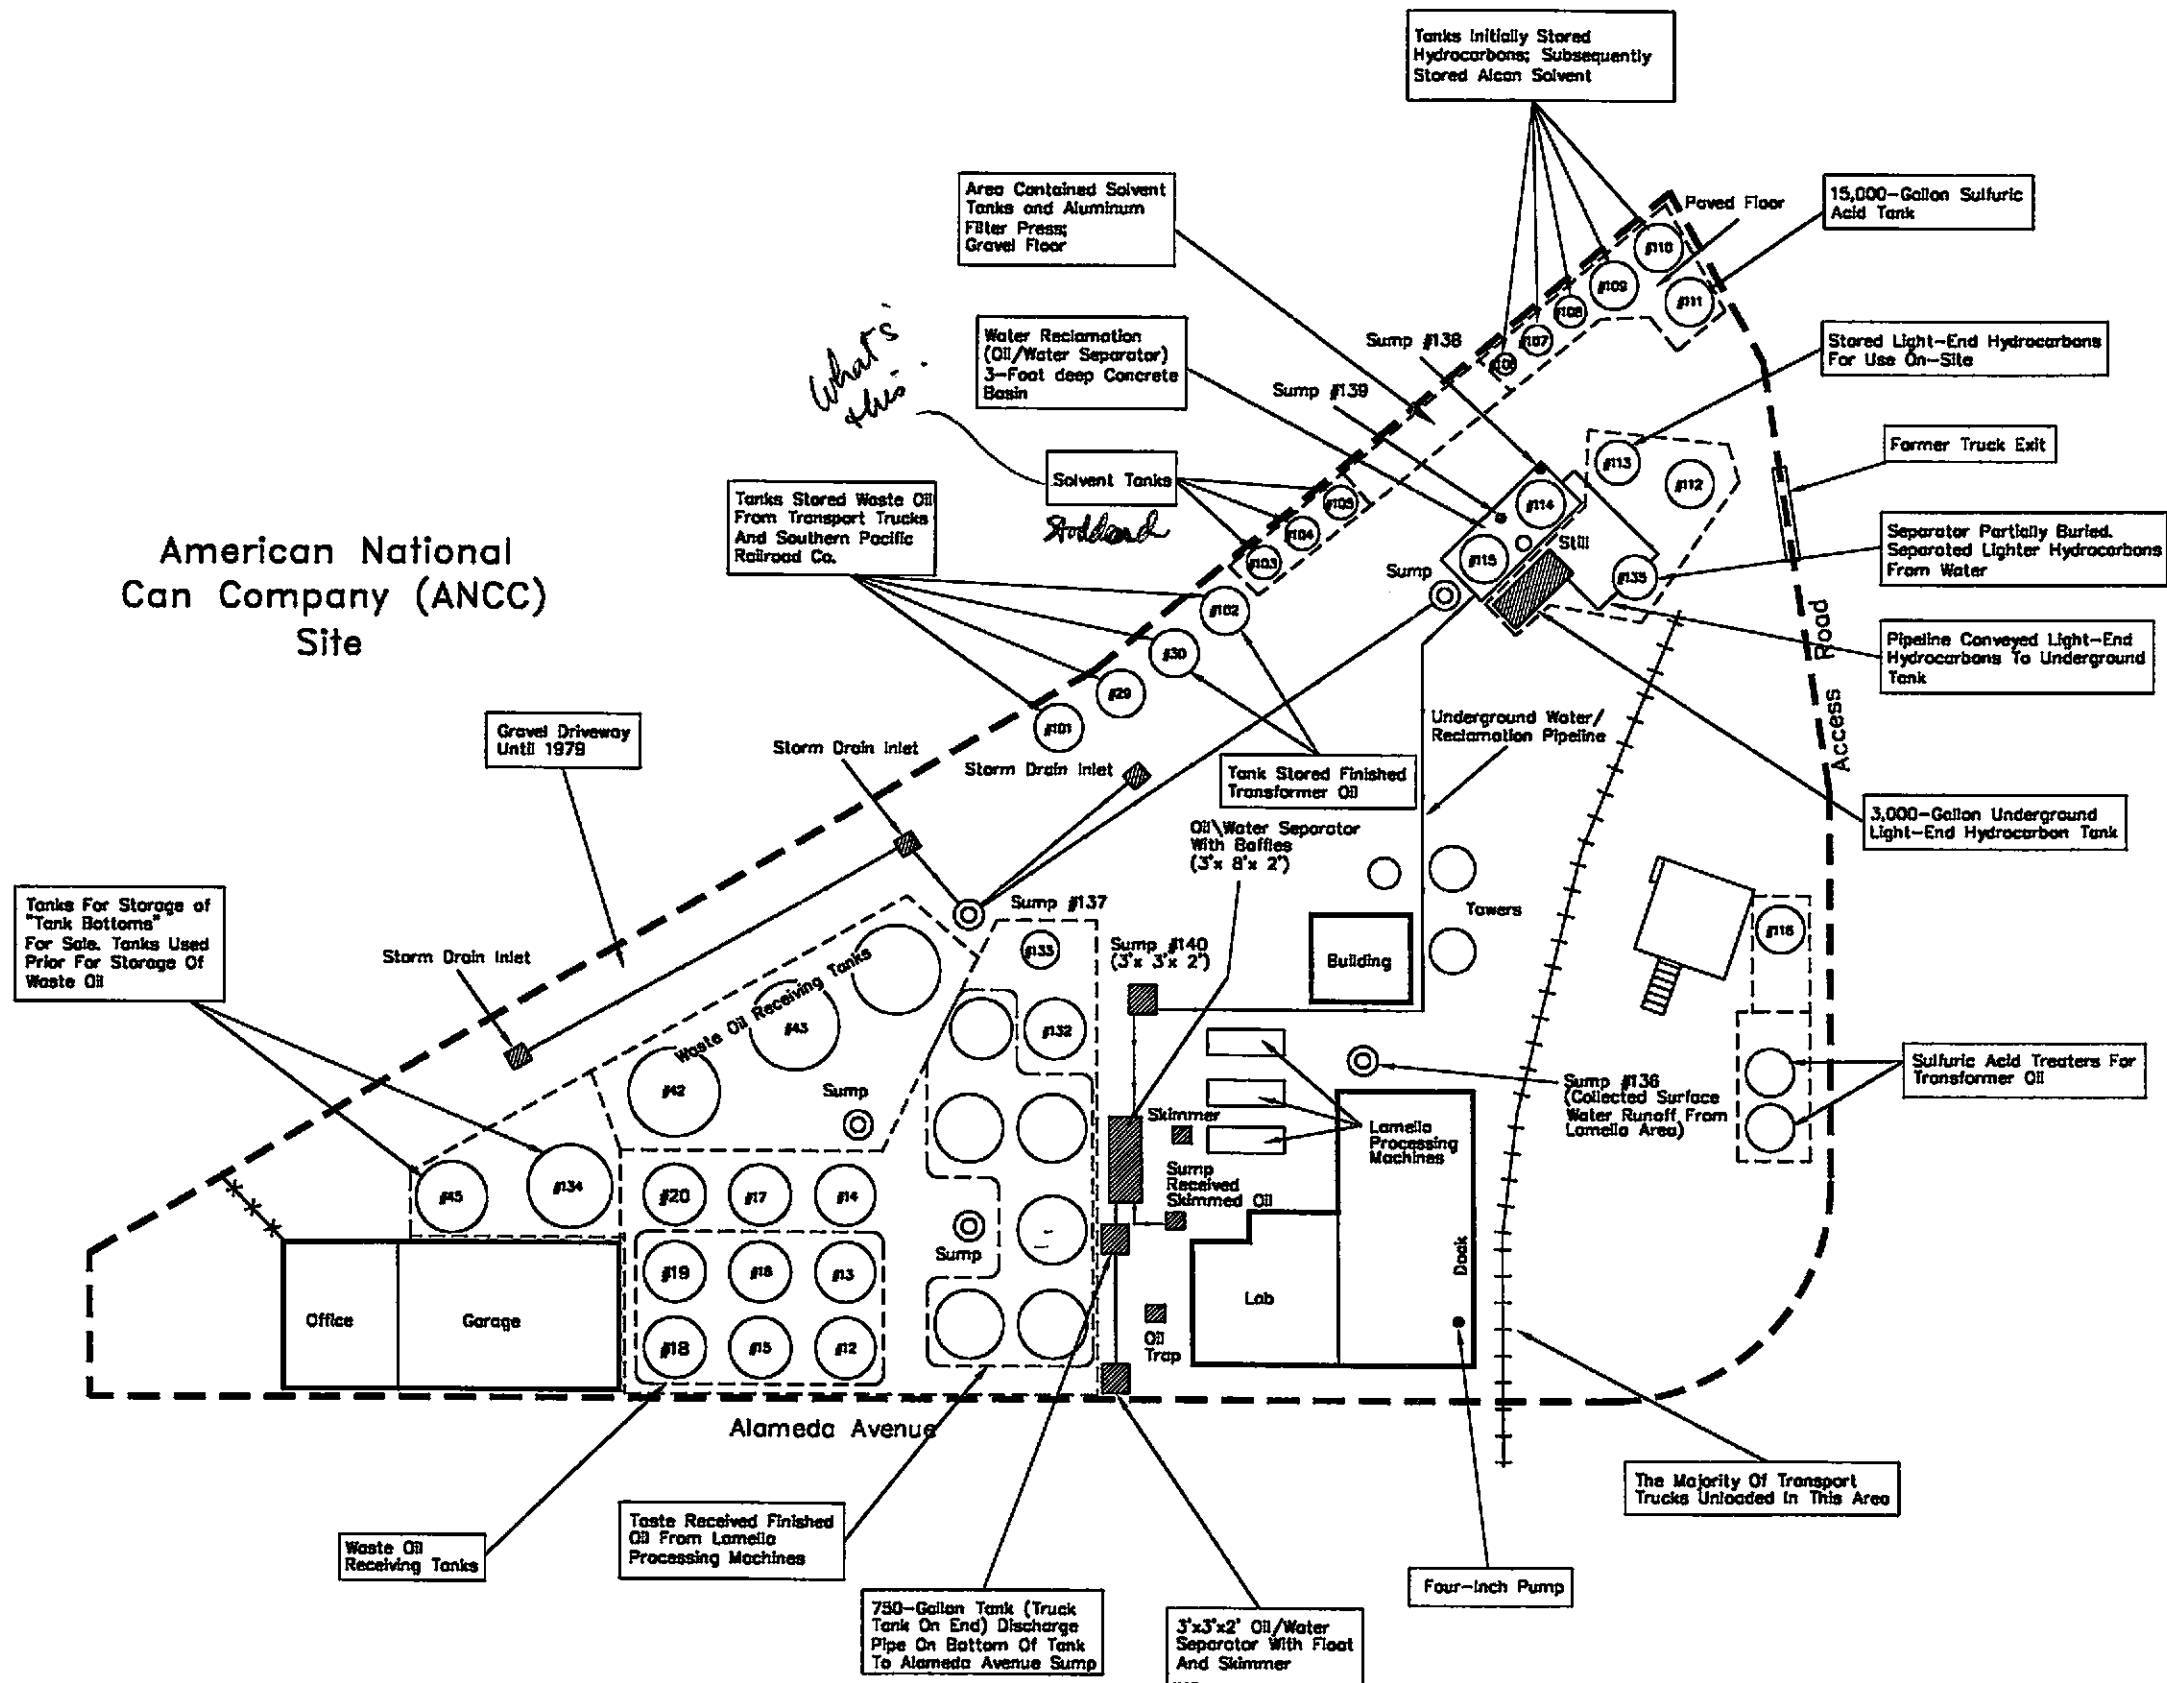 Tanks Initially Stored
Hydrocarbons; Subsequently
Stored Alcan Solvent
Area Contained Solvent
Tanks and Aluminum
Filter Press;
Gravel Floor
Paved Floor
15,000-Gallon Sulfuric
Acid Tank
#110
#109
#111
#108
#107
#106
What's
this
Water Reclamation
(Oil/Water Separator)
3-Foot deep Concrete
Basin
Sump #138
Sump #139
Stored Light-End Hydrocarbons
For Use On-Site
Former Truck Exit
Solvent Tanks
Stoddard
#105
#104
#103
#113
#112
#114
#115
Still
Sump
#135
Separator Partially Buried.
Separated Lighter Hydrocarbons
From Water
Tanks Stored Waste Oil
From Transport Trucks
And Southern Pacific
Railroad Co.
American National
Can Company (ANCC)
Site
#102
#30
#29
#101
Pipeline Conveyed Light-End
Hydrocarbons To Underground
Tank
Access Road
Gravel Driveway
Until 1979
Storm Drain Inlet
Storm Drain Inlet
Tank Stored Finished
Transformer Oil
Underground Water/
Reclamation Pipeline
3,000-Gallon Underground
Light-End Hydrocarbon Tank
Oil\Water Separator
With Baffles
(3'x 8'x 2')
Tanks For Storage of
"Tank Bottoms"
For Sale. Tanks Used
Prior For Storage Of
Waste Oil
Storm Drain Inlet
Sump #137
#133
Sump #140
(3'x 3'x 2')
Towers
Building
#116
Waste Oil Receiving Tanks
#43
#42
#132
Sump
Skimmer
Sump
Received
Skimmed Oil
Lamella
Processing
Machines
Sump #136
(Collected Surface
Water Runoff From
Lamella Area)
Sulfuric Acid Treaters For
Transformer Oil
#45
#134
#20
#17
#14
Sump
#19
#16
#13
#18
#15
#12
Office
Garage
Oil
Trap
Lab
Dock
Alameda Avenue
Waste Oil
Receiving Tanks
Taste Received Finished
Oil From Lamella
Processing Machines
750-Gallon Tank (Truck
Tank On End) Discharge
Pipe On Bottom Of Tank
To Alameda Avenue Sump
3'x3'x2' Oil/Water
Separator With Float
And Skimmer
Four-Inch Pump
The Majority Of Transport
Trucks Unloaded In This Area